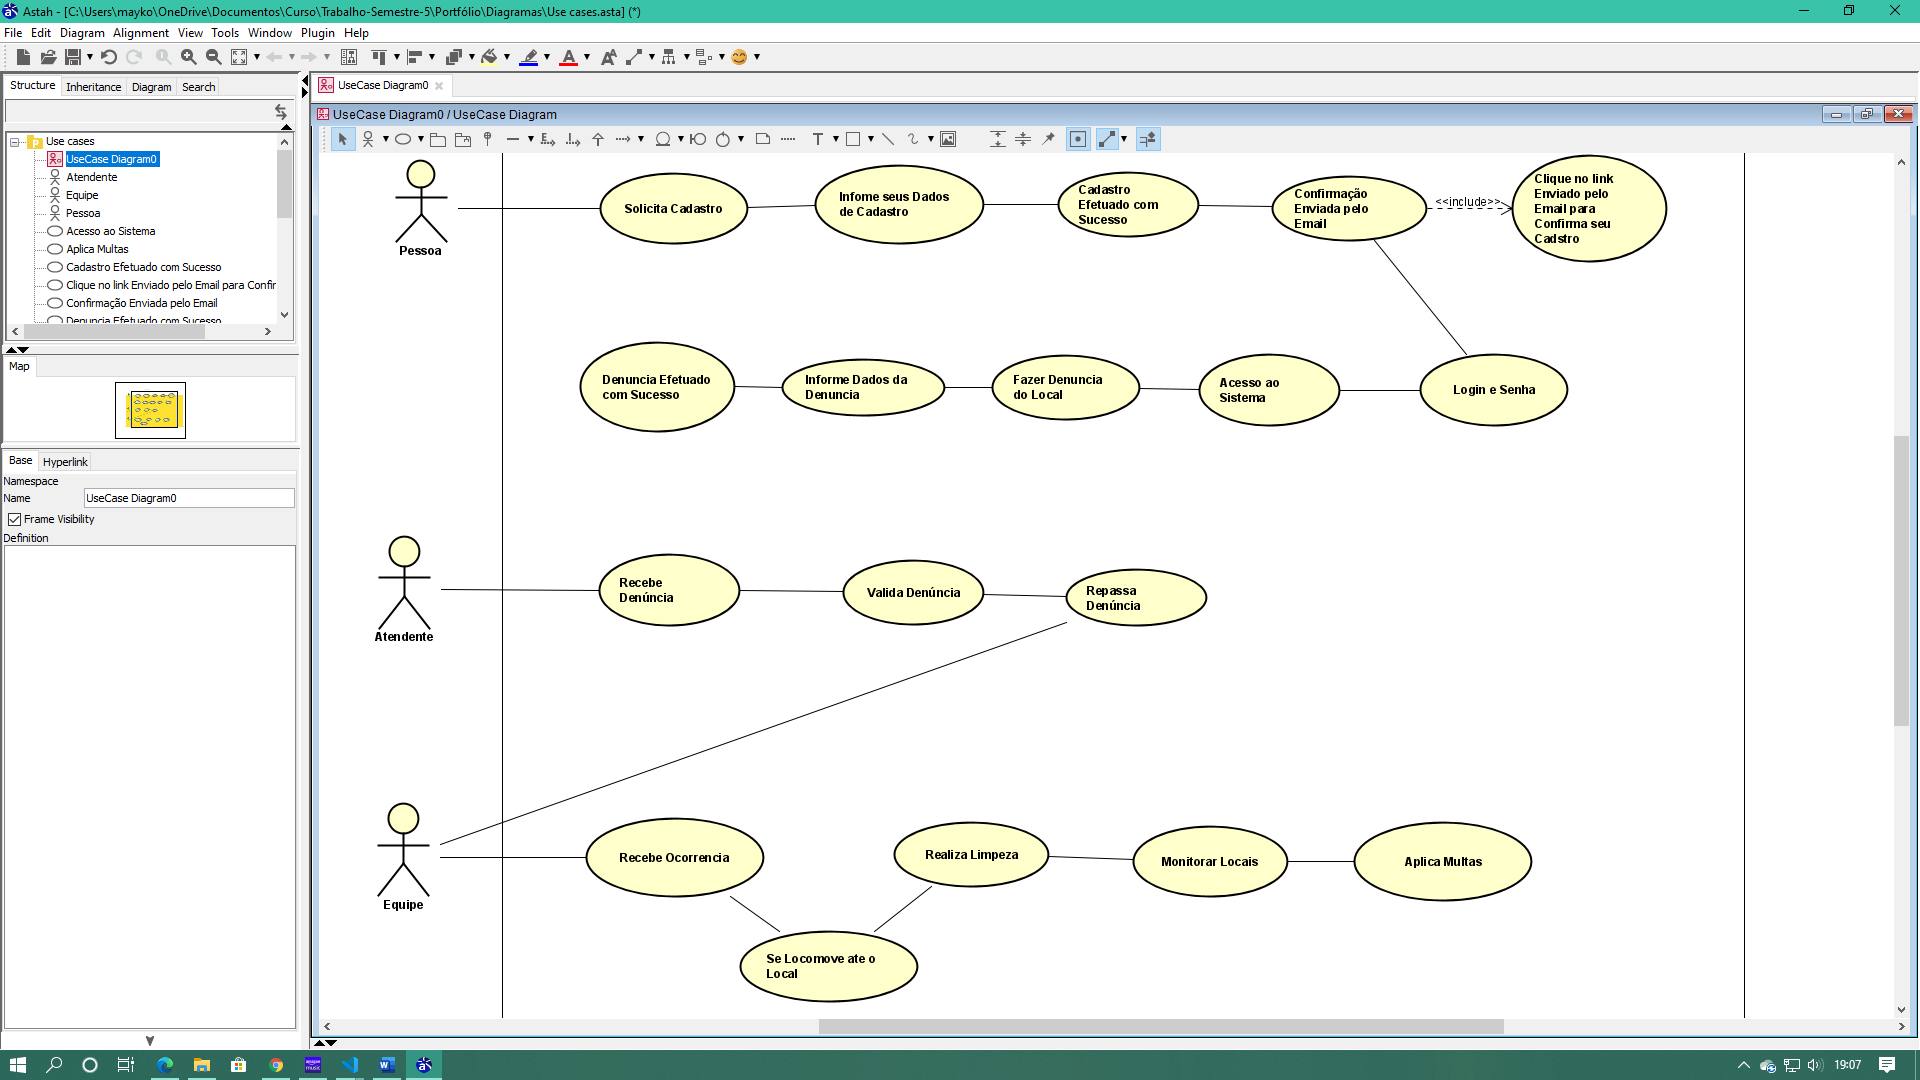 Astah - [C:\Users\mayko\OneDrive\Documentos\Curso\Trabalho-Semestre-5\Portfólio\Diagramas\Use cases.asta] (*)
File Edit Diagram Alignment View Tools Window Plugin Help
Structure Inheritance Diagram Search
UseCase Diagram0
UseCase Diagram0 / UseCase Diagram
Use cases
UseCase Diagram0
Atendente
Equipe
Pessoa
Acesso ao Sistema
Aplica Multas
Cadastro Efetuado com Sucesso
Clique no link Enviado pelo Email para Confir
Confirmação Enviada pelo Email
Denuncia Efetuado com Sucesso
Map
Base Hyperlink
Namespace
Name UseCase Diagram0
Frame Visibility
Definition
Pessoa
Solicita Cadastro
Infome seus Dados
de Cadastro
Cadastro
Efetuado com
Sucesso
Confirmação
Enviada pelo
Email
<<include>>
Clique no link
Enviado pelo
Email para
Confirma seu
Cadstro
Denuncia Efetuado
com Sucesso
Informe Dados da
Denuncia
Fazer Denuncia
do Local
Acesso ao
Sistema
Login e Senha
Atendente
Recebe
Denúncia
Valida Denúncia
Repassa
Denúncia
Equipe
Recebe Ocorrencia
Realiza Limpeza
Monitorar Locais
Aplica Multas
Se Locomove ate o
Local
19:07